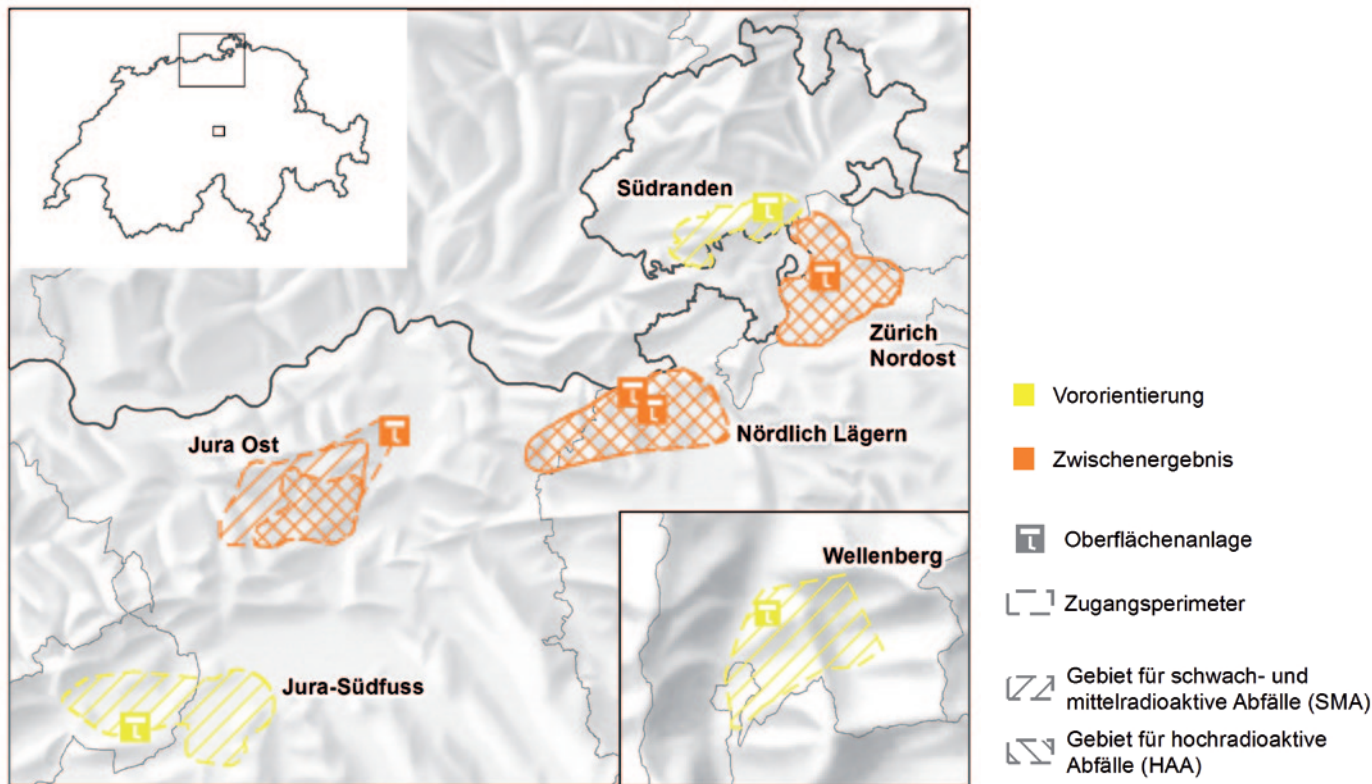 Südranden
Zürich
Nordost
Jura Ost
Nördlich Lägern
Wellenberg
Jura-Südfuss
Vororientierung
Zwischenergebnis
Oberflächenanlage
Zugangsperimeter
Gebiet für schwach- und
mittelradioaktive Abfälle (SMA)
Gebiet für hochradioaktive
Abfälle (HAA)